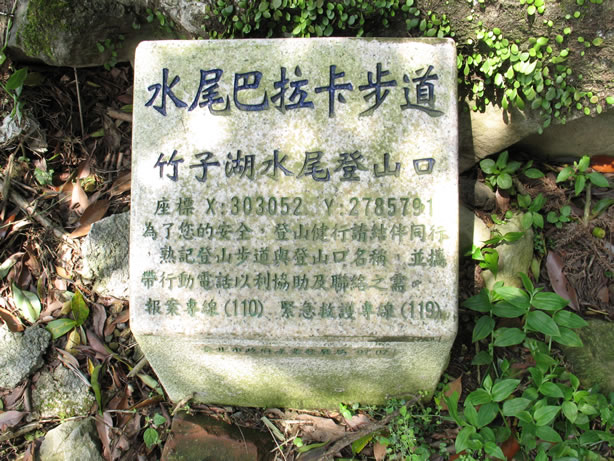 水尾巴拉卡步道
竹子湖水尾登山口
座標 X:303052 Y:2785791
為了您的安全，登山健行請結伴同行
，熟記登山步道與登山口名稱，並攜
帶行動電話以利協助及聯絡之需。
報案專線(110)、緊急救護專線(119)